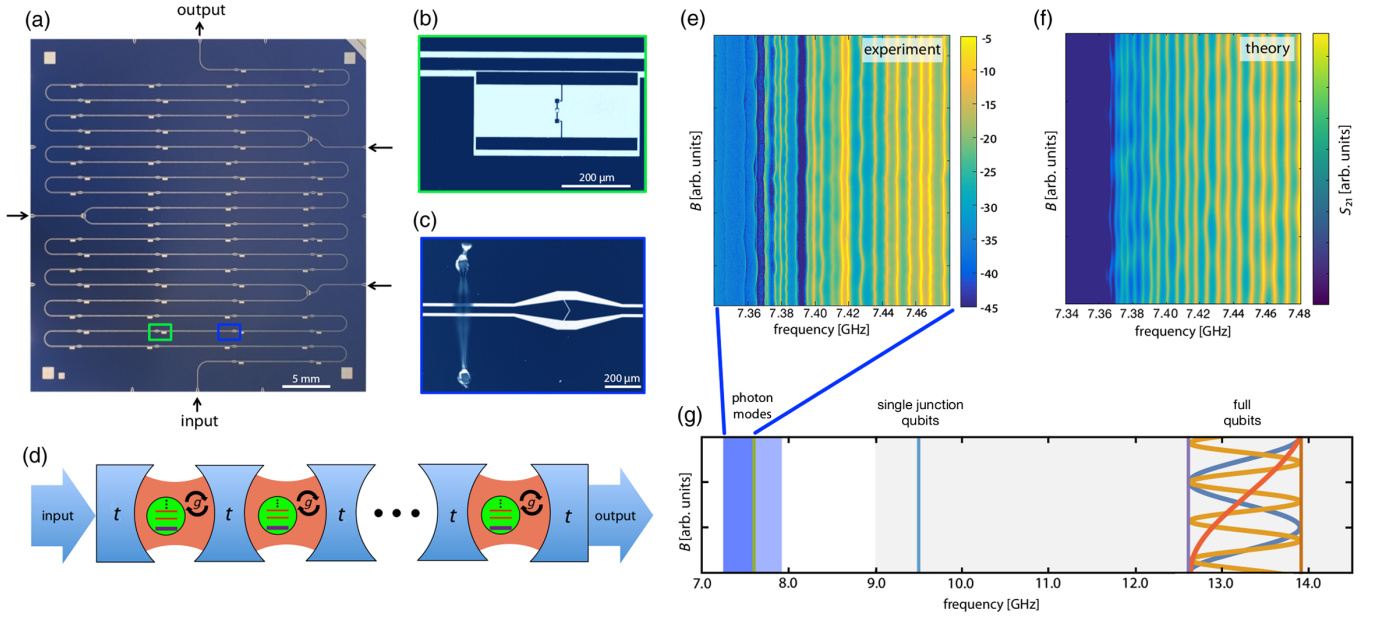 (a)
output
5 mm
input
(b)
200 µm
(c)
200 µm
(d)
input
t
g
t
g
t
t
g
t
output
(e)
experiment
B [arb. units]
7.36 7.38 7.40 7.42 7.44 7.46
frequency [GHz]
-5
-10
-15
-20
-25
-30
-35
-40
-45
(f)
theory
B [arb. units]
7.34 7.36 7.38 7.40 7.42 7.44 7.46 7.48
frequency [GHz]
S21 [arb. units]
(g)
photon
modes
single junction
qubits
full
qubits
B [arb. units]
7.0 8.0 9.0 10.0 11.0 12.0 13.0 14.0
frequency [GHz]